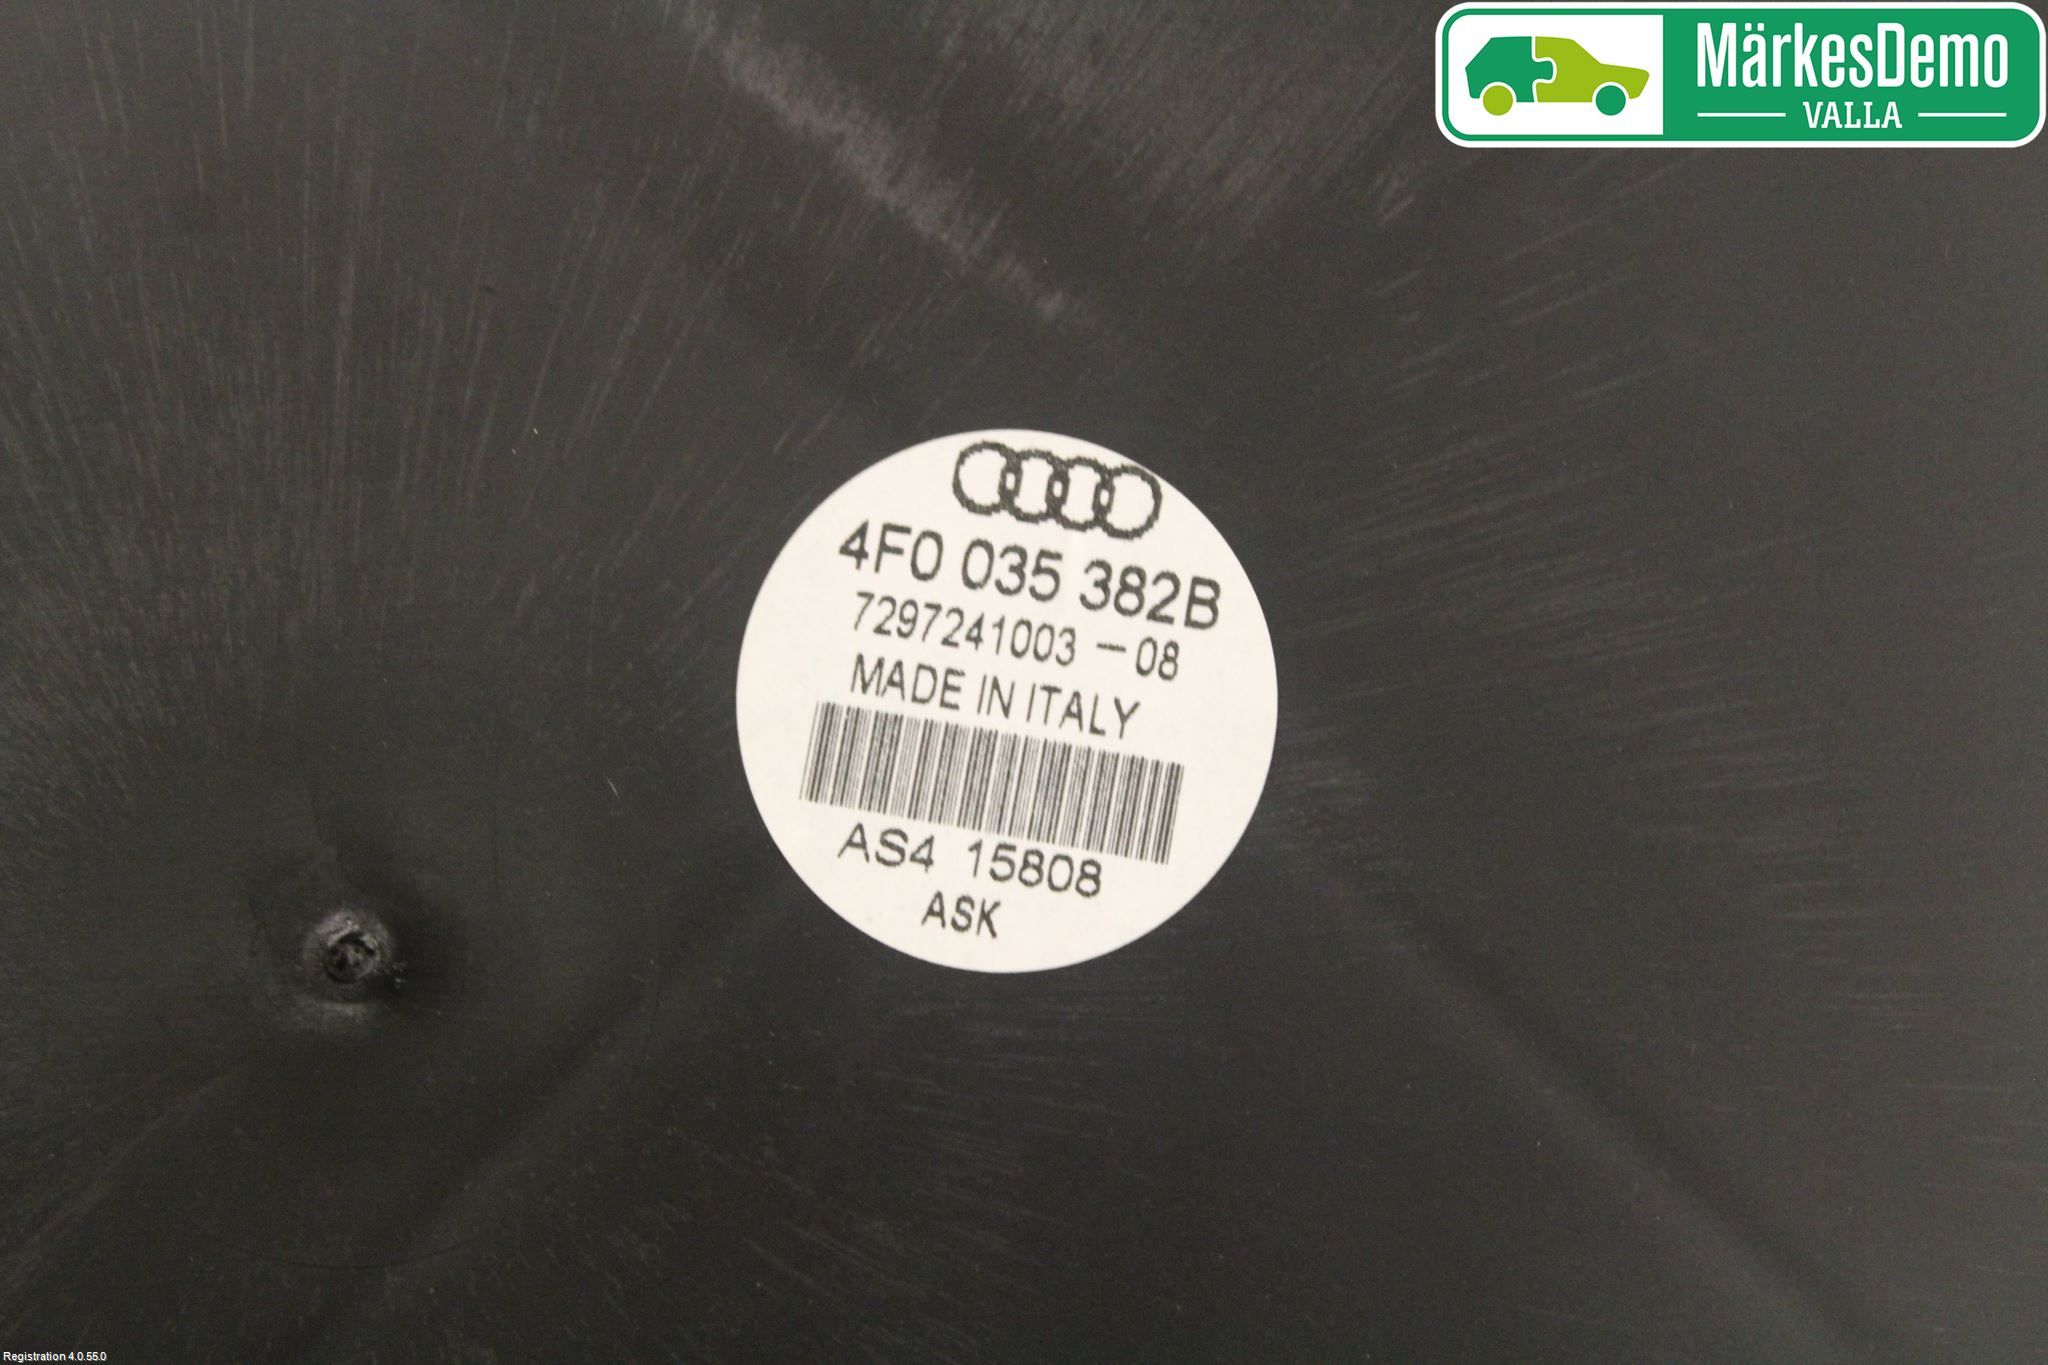 MärkesDemo
VALLA
4F0 035 382B
7297241003 -08
MADE IN ITALY
AS4 15808
ASK
Registration 4.0.55.0